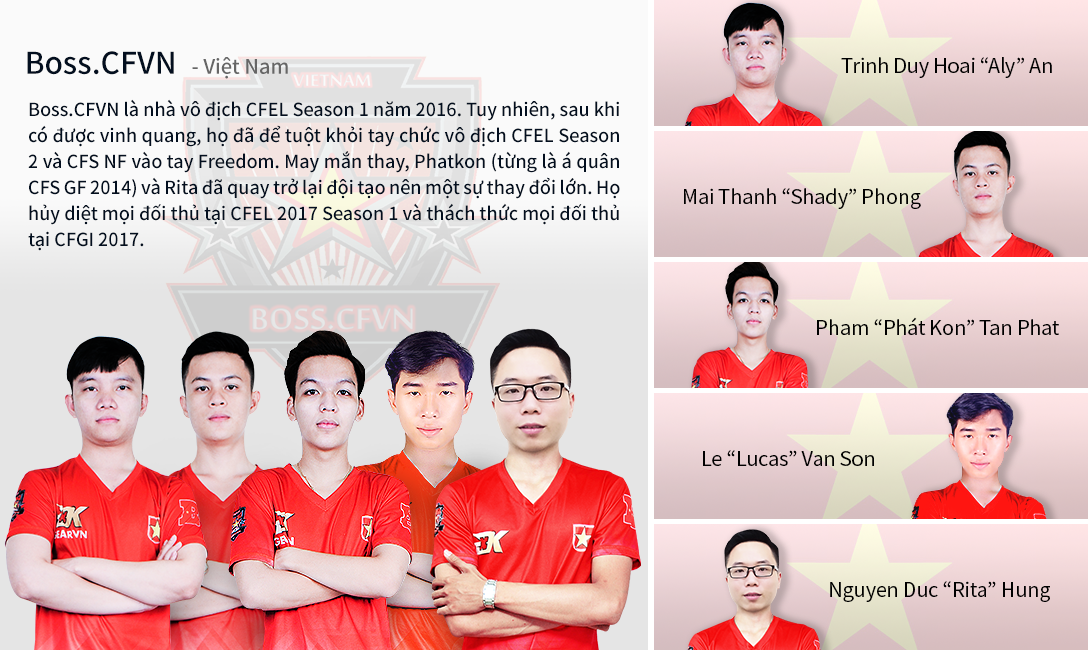 Boss.CFVN - Việt Nam
Boss.CFVN là nhà vô địch CFEL Season 1 năm 2016. Tuy nhiên, sau khi
có được vinh quang, họ đã để tuột khỏi tay chức vô địch CFEL Season
2 và CFS NF vào tay Freedom. May mắn thay, Phatkon (từng là á quân
CFS GF 2014) và Rita đã quay trở lại đội tạo nên một sự thay đổi lớn. Họ
hủy diệt mọi đối thủ tại CFEL 2017 Season 1 và thách thức mọi đối thủ
tại CFGI 2017.
VIETNAM
BOSS.CFVN
GEARVN
Trinh Duy Hoai “Aly” An
Mai Thanh “Shady” Phong
Pham “Phát Kon” Tan Phat
Le “Lucas” Van Son
Nguyen Duc “Rita” Hung